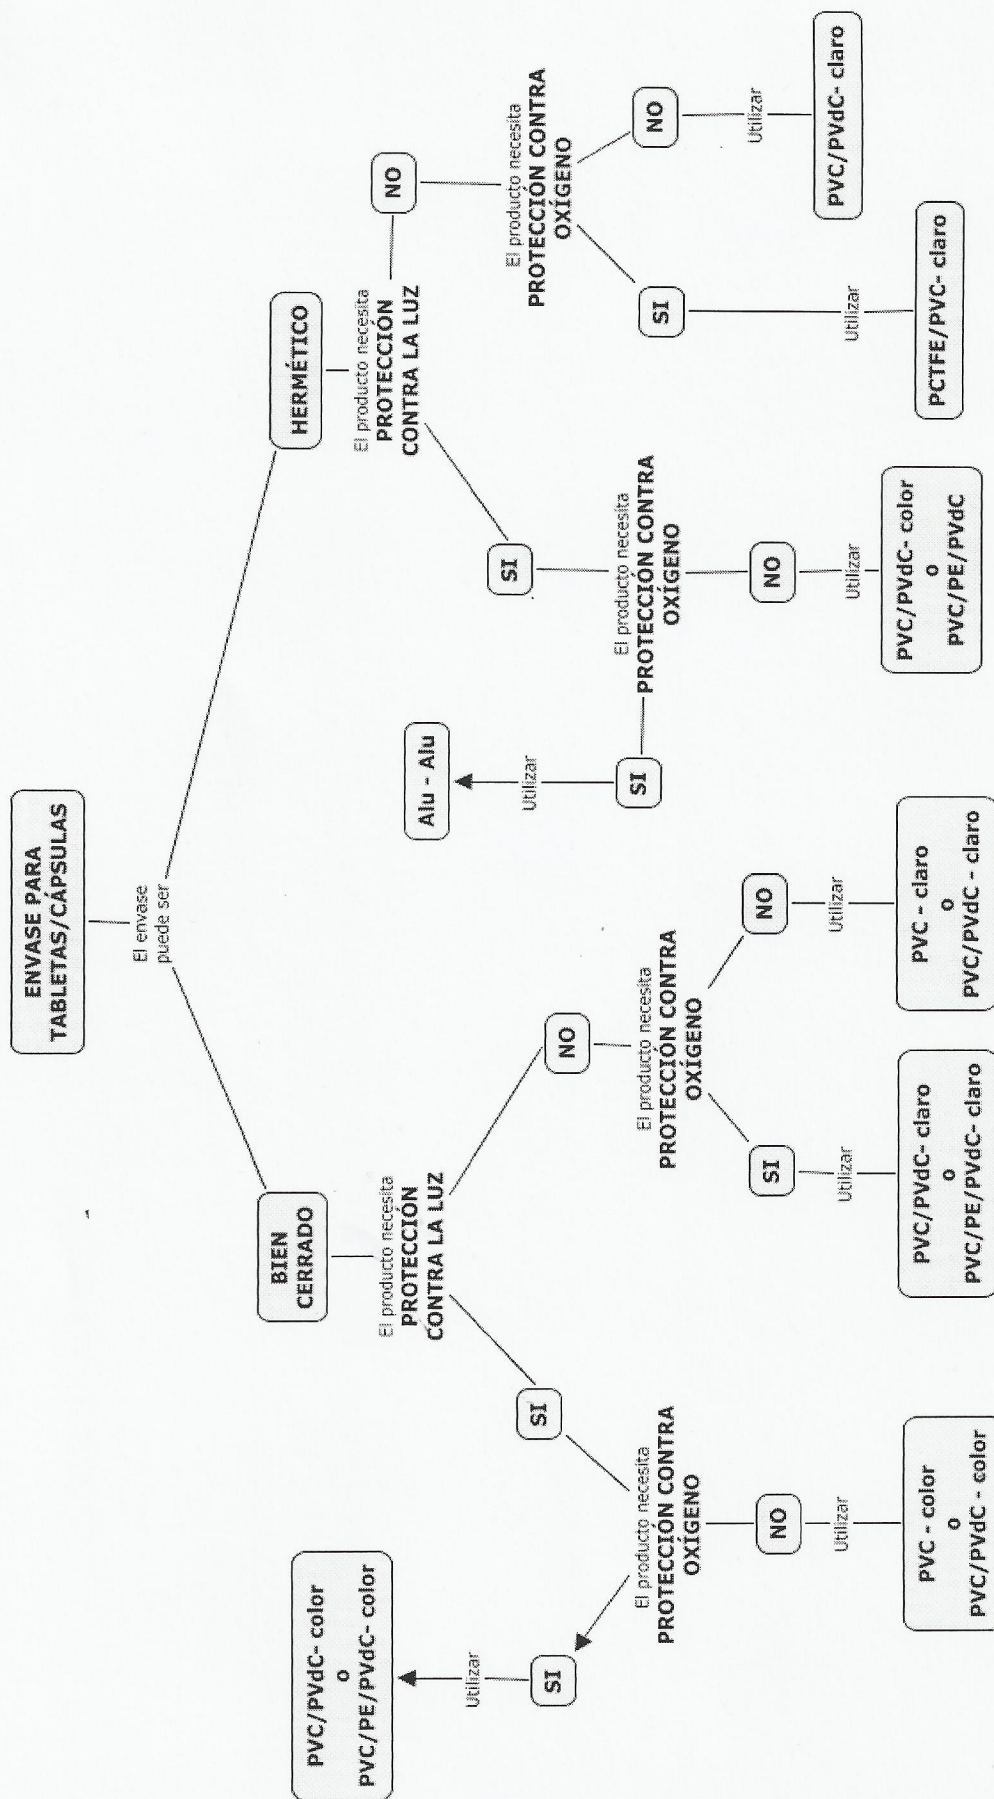 ENVASE PARA
TABLETAS/CÁPSULAS
El envase
puede ser
BIEN
CERRADO
El producto necesita
PROTECCIÓN
CONTRA LA LUZ
SI
El producto necesita
PROTECCIÓN CONTRA
OXÍGENO
SI
Utilizar
PVC/PVdC- color
o
PVC/PE/PVdC- color
NO
Utilizar
PVC - color
o
PVC/PVdC - color
NO
El producto necesita
PROTECCIÓN CONTRA
OXÍGENO
SI
Utilizar
PVC/PVdC- claro
o
PVC/PE/PVdC- claro
NO
Utilizar
PVC - claro
o
PVC/PVdC - claro
HERMÉTICO
El producto necesita
PROTECCIÓN
CONTRA LA LUZ
SI
El producto necesita
PROTECCIÓN CONTRA
OXÍGENO
SI
Utilizar
Alu - Alu
NO
Utilizar
PVC/PVdC- color
o
PVC/PE/PVdC
NO
El producto necesita
PROTECCIÓN CONTRA
OXÍGENO
SI
Utilizar
PCTFE/PVC- claro
NO
Utilizar
PVC/PVdC- claro